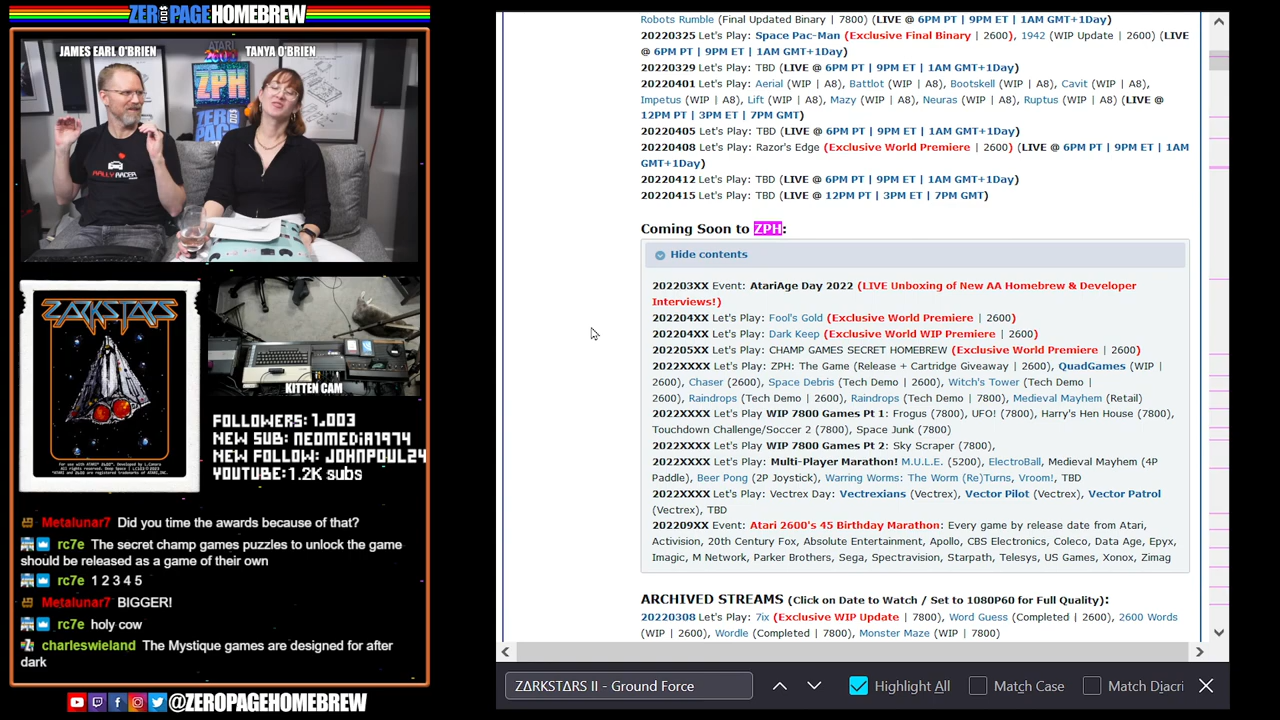 ZEROPAGEHOMEBREW
JAMES EARL O'BRIEN
TANYA O'BRIEN
ATARI
ZPH
RALLY RACER
ZARKSTARS
KITTEN CAM
FOLLOWERS: 1,003
NEW SUB: NEOMEDIA1974
NEW FOLLOW: JOHNPOUL24
YOUTUBE: 1.2K subs
Metalunar7 Did you time the awards because of that?
rc7e The secret champ games puzzles to unlock the game
should be released as a game of their own
rc7e 1 2 3 4 5
Metalunar7 BIGGER!
rc7e holy cow
charleswieland The Mystique games are designed for after
dark
@ZEROPAGEHOMEBREW
Robots Rumble (Final Updated Binary | 7800) (LIVE @ 6PM PT | 9PM ET | 1AM GMT+1Day)
20220325 Let's Play: Space Pac-Man (Exclusive Final Binary | 2600), 1942 (WIP Update | 2600) (LIVE
@ 6PM PT | 9PM ET | 1AM GMT+1Day)
20220329 Let's Play: TBD (LIVE @ 6PM PT | 9PM ET | 1AM GMT+1Day)
20220401 Let's Play: Aerial (WIP | A8), Battlot (WIP | A8), Bootskell (WIP | A8), Cavit (WIP | A8),
Impetus (WIP | A8), Lift (WIP | A8), Mazy (WIP | A8), Neuras (WIP | A8), Ruptus (WIP | A8) (LIVE @
12PM PT | 3PM ET | 7PM GMT)
20220405 Let's Play: TBD (LIVE @ 6PM PT | 9PM ET | 1AM GMT+1Day)
20220408 Let's Play: Razor's Edge (Exclusive World Premiere | 2600) (LIVE @ 6PM PT | 9PM ET | 1AM
GMT+1Day)
20220412 Let's Play: TBD (LIVE @ 6PM PT | 9PM ET | 1AM GMT+1Day)
20220415 Let's Play: TBD (LIVE @ 12PM PT | 3PM ET | 7PM GMT)
Coming Soon to ZPH:
Hide contents
202203XX Event: AtariAge Day 2022 (LIVE Unboxing of New AA Homebrew & Developer
Interviews!)
202204XX Let's Play: Fool's Gold (Exclusive World Premiere | 2600)
202204XX Let's Play: Dark Keep (Exclusive World WIP Premiere | 2600)
202205XX Let's Play: CHAMP GAMES SECRET HOMEBREW (Exclusive World Premiere | 2600)
2022XXXX Let's Play: ZPH: The Game (Release + Cartridge Giveaway | 2600), QuadGames (WIP |
2600), Chaser (2600), Space Debris (Tech Demo | 2600), Witch's Tower (Tech Demo |
2600), Raindrops (Tech Demo | 2600), Raindrops (Tech Demo | 7800), Medieval Mayhem (Retail)
2022XXXX Let's Play WIP 7800 Games Pt 1: Frogus (7800), UFO! (7800), Harry's Hen House (7800),
Touchdown Challenge/Soccer 2 (7800), Space Junk (7800)
2022XXXX Let's Play WIP 7800 Games Pt 2: Sky Scraper (7800),
2022XXXX Let's Play: Multi-Player Marathon! M.U.L.E. (5200), ElectroBall, Medieval Mayhem (4P
Paddle), Beer Pong (2P Joystick), Warring Worms: The Worm (Re)Turns, Vroom!, TBD
2022XXXX Let's Play: Vectrex Day: Vectrexians (Vectrex), Vector Pilot (Vectrex), Vector Patrol
(Vectrex), TBD
202209XX Event: Atari 2600's 45 Birthday Marathon: Every game by release date from Atari,
Activision, 20th Century Fox, Absolute Entertainment, Apollo, CBS Electronics, Coleco, Data Age, Epyx,
Imagic, M Network, Parker Brothers, Sega, Spectravision, Starpath, Telesys, US Games, Xonox, Zimag
ARCHIVED STREAMS (Click on Date to Watch / Set to 1080P60 for Full Quality):
20220308 Let's Play: 7ix (Exclusive WIP Update | 7800), Word Guess (Completed | 2600), 2600 Words
(WIP | 2600), Wordle (Completed | 7800), Monster Maze (WIP | 7800)
ZΔRKSTΔRS II - Ground Force
Highlight All
Match Case
Match Diacri